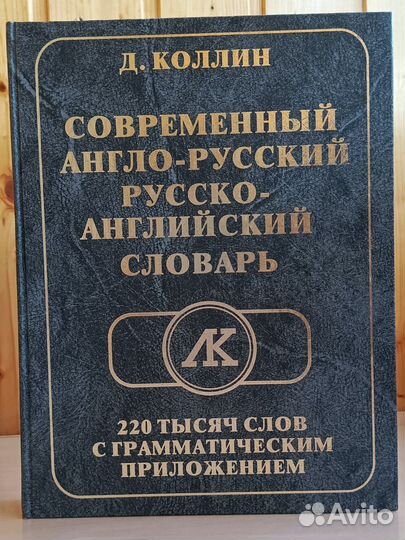 Д. КОЛЛИН
СОВРЕМЕННЫЙ
АНГЛО-РУССКИЙ
РУССКО-
АНГЛИЙСКИЙ
СЛОВАРЬ
ЛК
220 ТЫСЯЧ СЛОВ
С ГРАММАТИЧЕСКИМ
ПРИЛОЖЕНИЕМ
Avito